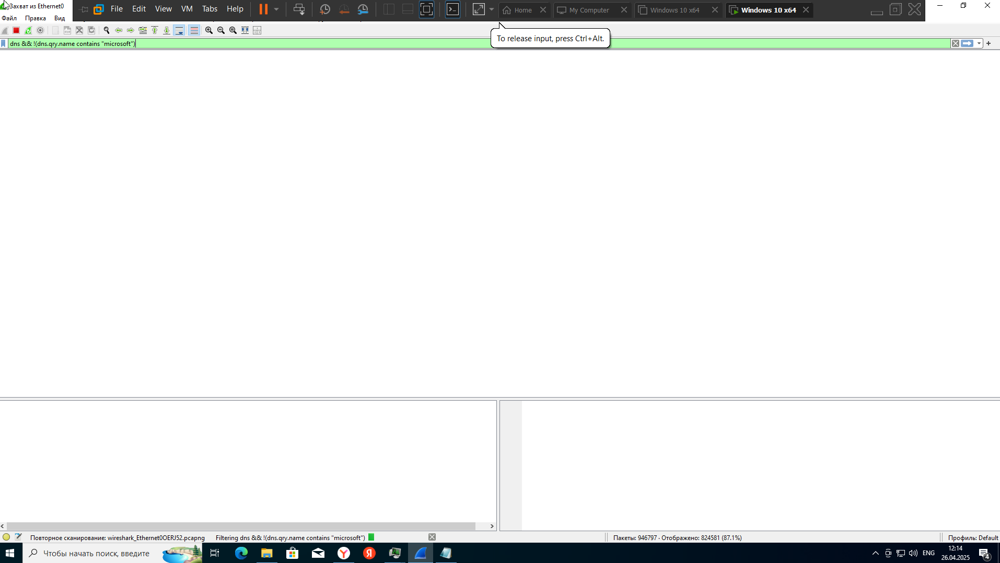 Захват из Ethernet0
File Edit View VM Tabs Help
Home
My Computer
Windows 10 x64
Windows 10 x64
Файл Правка Вид
To release input, press Ctrl+Alt.
dns && !(dns.qry.name contains "microsoft")
Повторное сканирование: wireshark_Ethernet0OERJ52.pcapng
Filtering dns && !(dns.qry.name contains "microsoft")
Пакеты: 946797 · Отображено: 824581 (87.1%)
Профиль: Default
Чтобы начать поиск, введите
ENG
12:14
26.04.2025
4